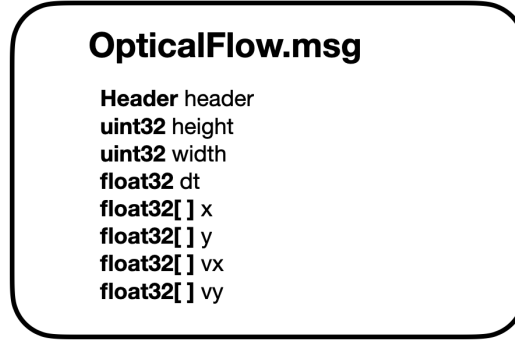 OpticalFlow.msg
Header header
uint32 height
uint32 width
float32 dt
float32[ ] x
float32[ ] y
float32[ ] vx
float32[ ] vy